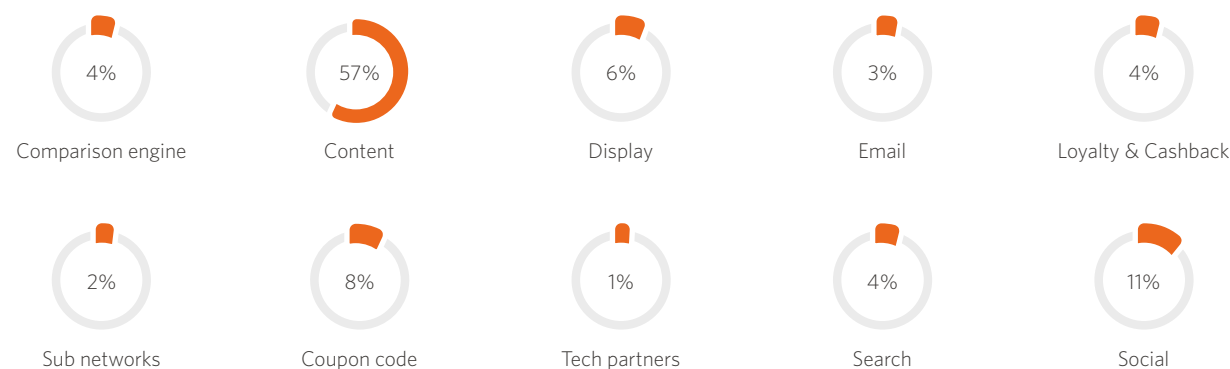 4%
57%
6%
3%
4%
Comparison engine
Content
Display
Email
Loyalty & Cashback
2%
8%
1%
4%
11%
Sub networks
Coupon code
Tech partners
Search
Social